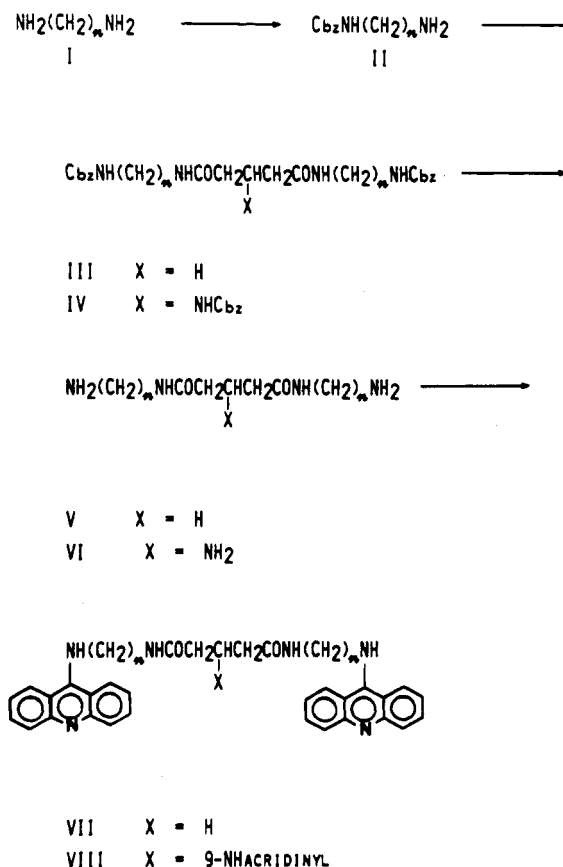 NH2(CH2)nNH2 CbzNH(CH2)nNH2
I II
CbzNH(CH2)nNHCOCH2CHCH2CONH(CH2)nNHCbz
X
III X = H
IV X = NHCbz
NH2(CH2)nNHCOCH2CHCH2CONH(CH2)nNH2
X
V X = H
VI X = NH2
NH(CH2)nNHCOCH2CHCH2CONH(CH2)nNH
X
N N
VII X = H
VIII X = 9-NHACRIDINYL